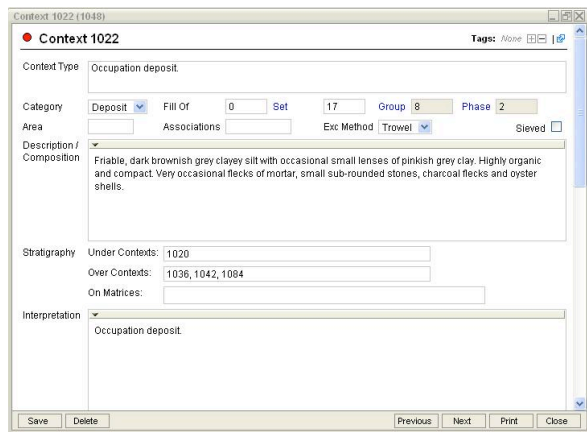 Context 1022 (1048)
Context 1022 Tags: None
Context Type Occupation deposit.
Category Deposit Fill Of 0 Set 17 Group 8 Phase 2
Area Associations Exc Method Trowel Sieved
Description / Composition
Friable, dark brownish grey clayey silt with occasional small lenses of pinkish grey clay. Highly organic
and compact. Very occasional flecks of mortar, small sub-rounded stones, charcoal flecks and oyster
shells.
Stratigraphy Under Contexts: 1020
Over Contexts: 1036, 1042, 1084
On Matrices:
Interpretation
Occupation deposit.
Save Delete Previous Next Print Close